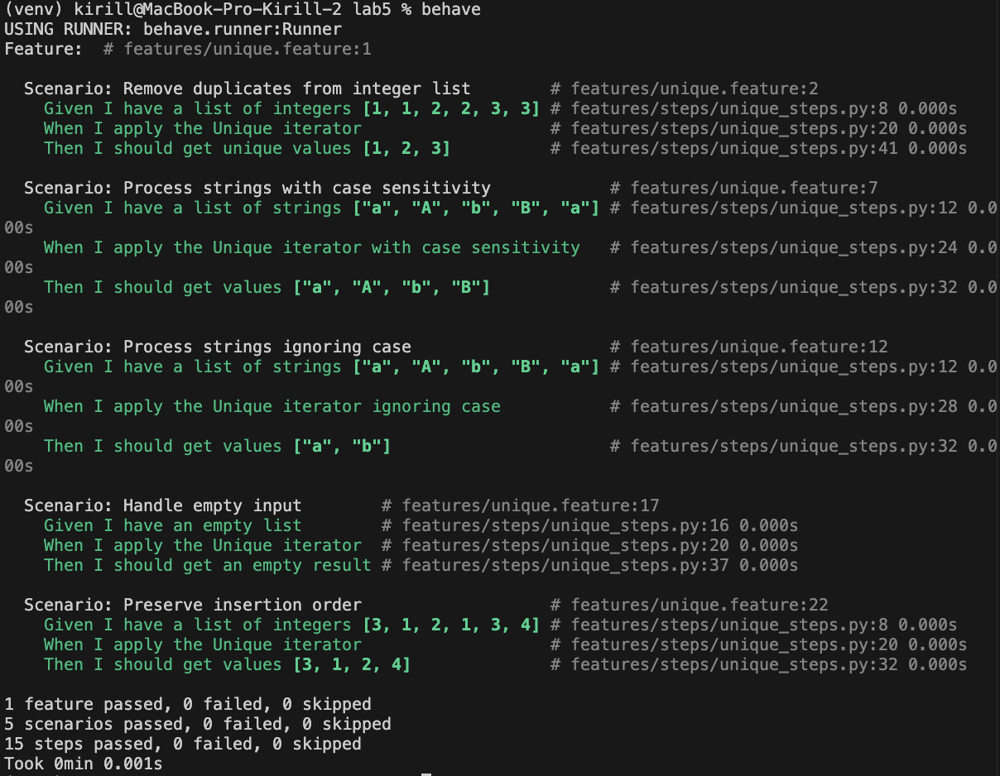 (venv) kirill@MacBook-Pro-Kirill-2 lab5 % behave
USING RUNNER: behave.runner:Runner
Feature:  # features/unique.feature:1

  Scenario: Remove duplicates from integer list        # features/unique.feature:2
    Given I have a list of integers [1, 1, 2, 2, 3, 3] # features/steps/unique_steps.py:8 0.000s
    When I apply the Unique iterator                   # features/steps/unique_steps.py:20 0.000s
    Then I should get unique values [1, 2, 3]          # features/steps/unique_steps.py:41 0.000s

  Scenario: Process strings with case sensitivity            # features/unique.feature:7
    Given I have a list of strings ["a", "A", "b", "B", "a"] # features/steps/unique_steps.py:12 0.0
00s
    When I apply the Unique iterator with case sensitivity   # features/steps/unique_steps.py:24 0.0
00s
    Then I should get values ["a", "A", "b", "B"]            # features/steps/unique_steps.py:32 0.0
00s

  Scenario: Process strings ignoring case                    # features/unique.feature:12
    Given I have a list of strings ["a", "A", "b", "B", "a"] # features/steps/unique_steps.py:12 0.0
00s
    When I apply the Unique iterator ignoring case           # features/steps/unique_steps.py:28 0.0
00s
    Then I should get values ["a", "b"]                      # features/steps/unique_steps.py:32 0.0
00s

  Scenario: Handle empty input        # features/unique.feature:17
    Given I have an empty list        # features/steps/unique_steps.py:16 0.000s
    When I apply the Unique iterator  # features/steps/unique_steps.py:20 0.000s
    Then I should get an empty result # features/steps/unique_steps.py:37 0.000s

  Scenario: Preserve insertion order                   # features/unique.feature:22
    Given I have a list of integers [3, 1, 2, 1, 3, 4] # features/steps/unique_steps.py:8 0.000s
    When I apply the Unique iterator                   # features/steps/unique_steps.py:20 0.000s
    Then I should get values [3, 1, 2, 4]              # features/steps/unique_steps.py:32 0.000s

1 feature passed, 0 failed, 0 skipped
5 scenarios passed, 0 failed, 0 skipped
15 steps passed, 0 failed, 0 skipped
Took 0min 0.001s